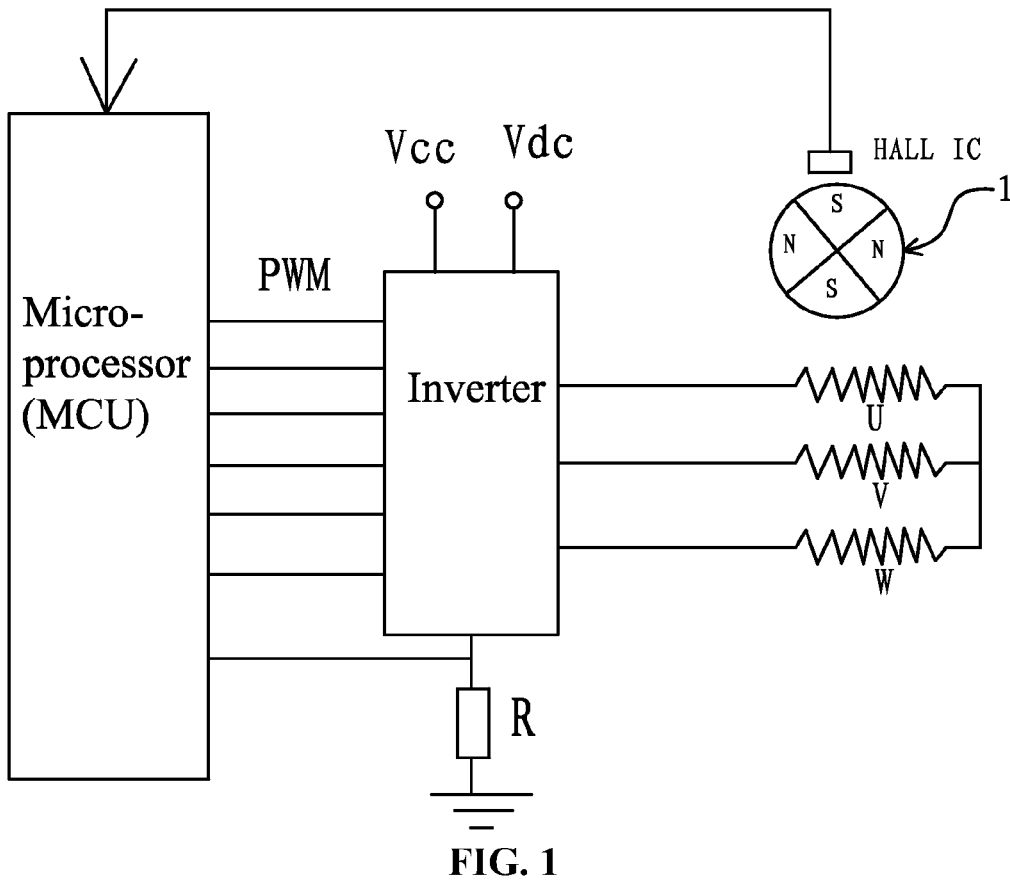 Vcc
Vdc
HALL IC
1
S
N
N
S
PWM
Micro-
processor
(MCU)
Inverter
U
V
W
R
FIG. 1